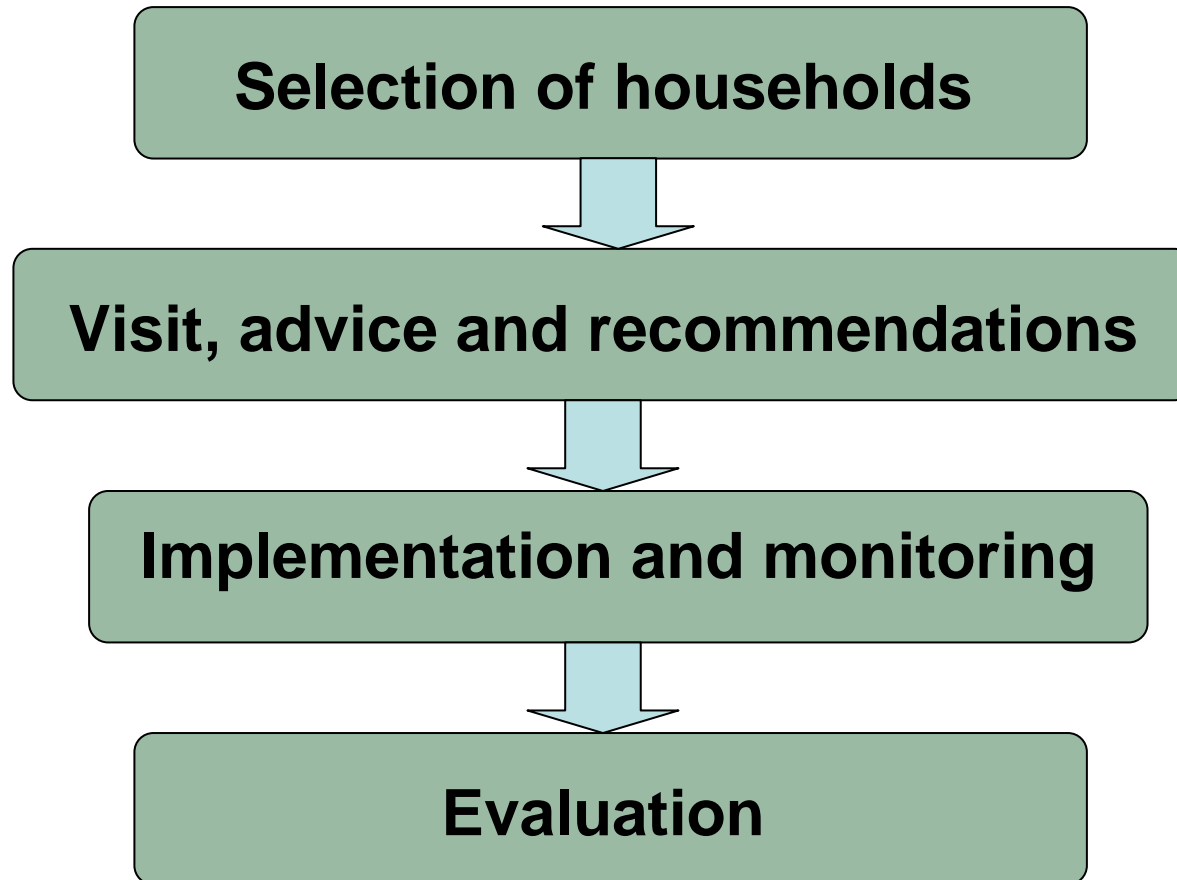 Selection of households
Visit, advice and recommendations
Implementation and monitoring
Evaluation